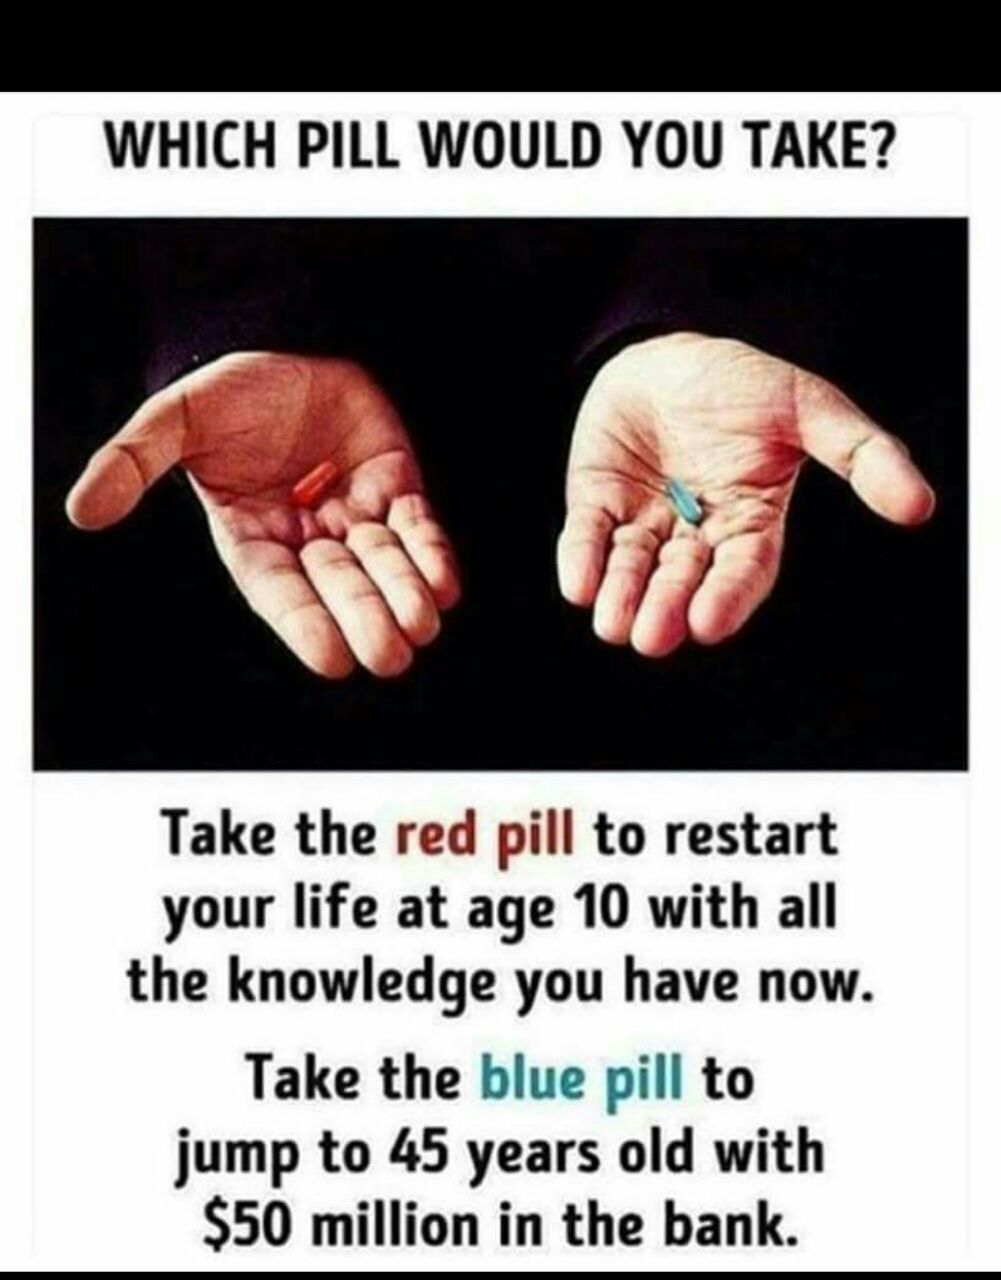 WHICH PILL WOULD YOU TAKE?
Take the red pill to restart
your life at age 10 with all
the knowledge you have now.
Take the blue pill to
jump to 45 years old with
$50 million in the bank.